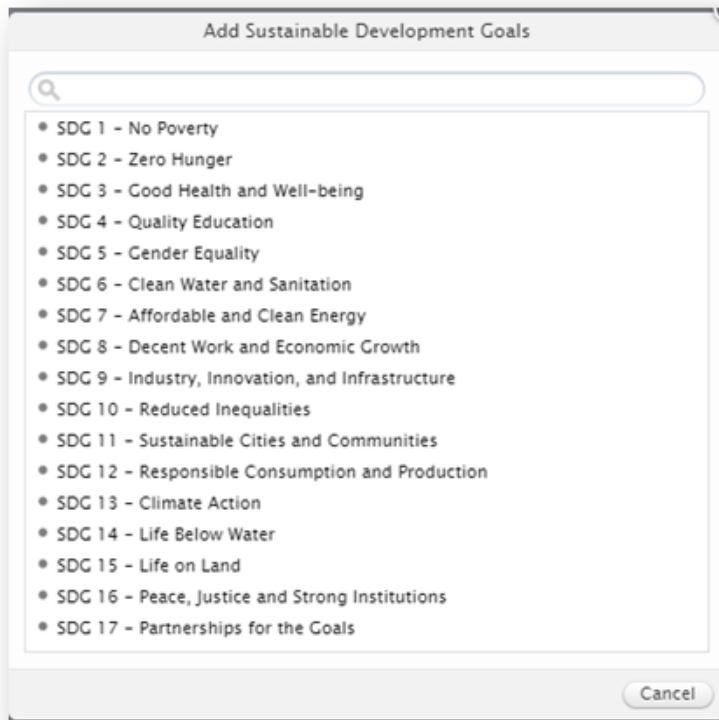 Add Sustainable Development Goals
SDG 1 – No Poverty
SDG 2 – Zero Hunger
SDG 3 – Good Health and Well-being
SDG 4 – Quality Education
SDG 5 – Gender Equality
SDG 6 – Clean Water and Sanitation
SDG 7 – Affordable and Clean Energy
SDG 8 – Decent Work and Economic Growth
SDG 9 – Industry, Innovation, and Infrastructure
SDG 10 – Reduced Inequalities
SDG 11 – Sustainable Cities and Communities
SDG 12 – Responsible Consumption and Production
SDG 13 – Climate Action
SDG 14 – Life Below Water
SDG 15 – Life on Land
SDG 16 – Peace, Justice and Strong Institutions
SDG 17 – Partnerships for the Goals
Cancel